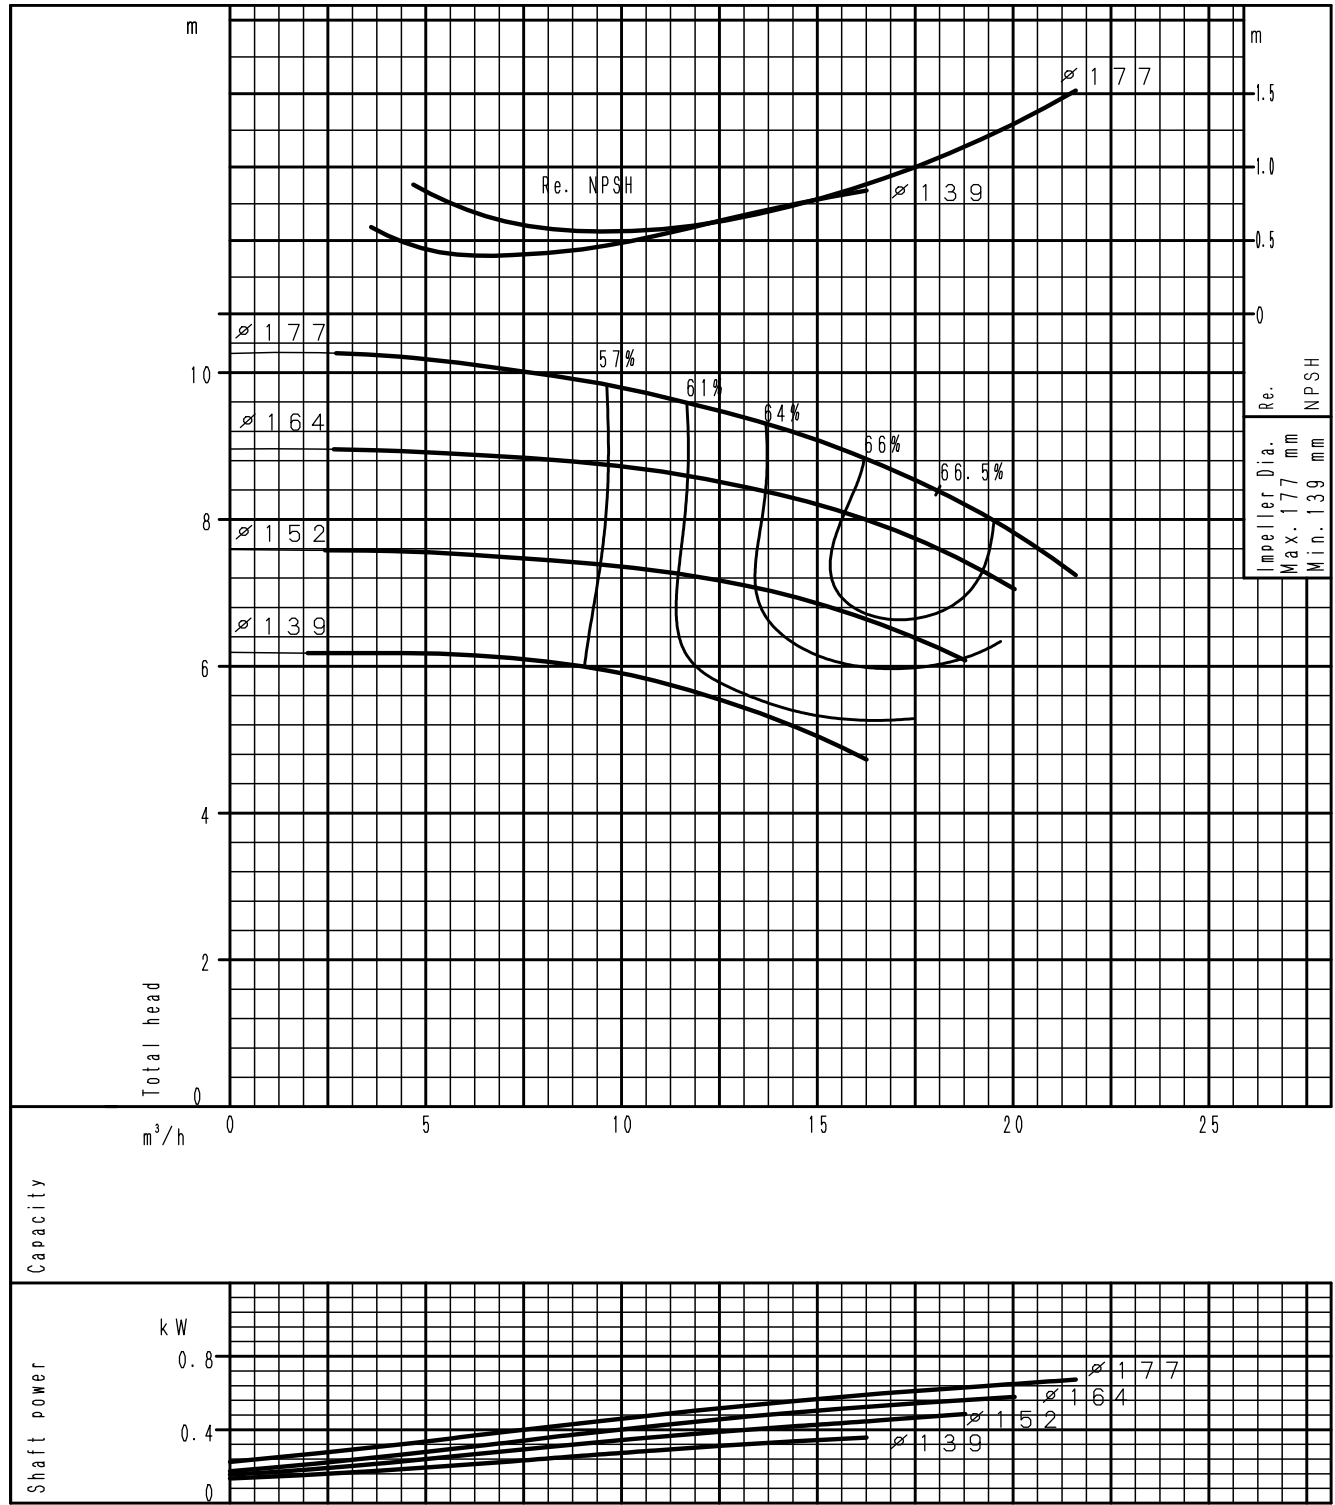 m
m
⌀ 177
1.5
1.0
Re. NPSH
⌀ 139
0.5
0
⌀ 177
57%
10
61%
64%
⌀ 164
66%
66.5%
8
⌀ 152
⌀ 139
6
4
2
0
Total head
Re.
NPSH
Impeller Dia.
Max. 177 mm
Min. 139 mm
m³/h
0 5 10 15 20 25
Capacity
kW
0.8
⌀ 177
⌀ 164
⌀ 152
0.4
⌀ 139
0
Shaft power